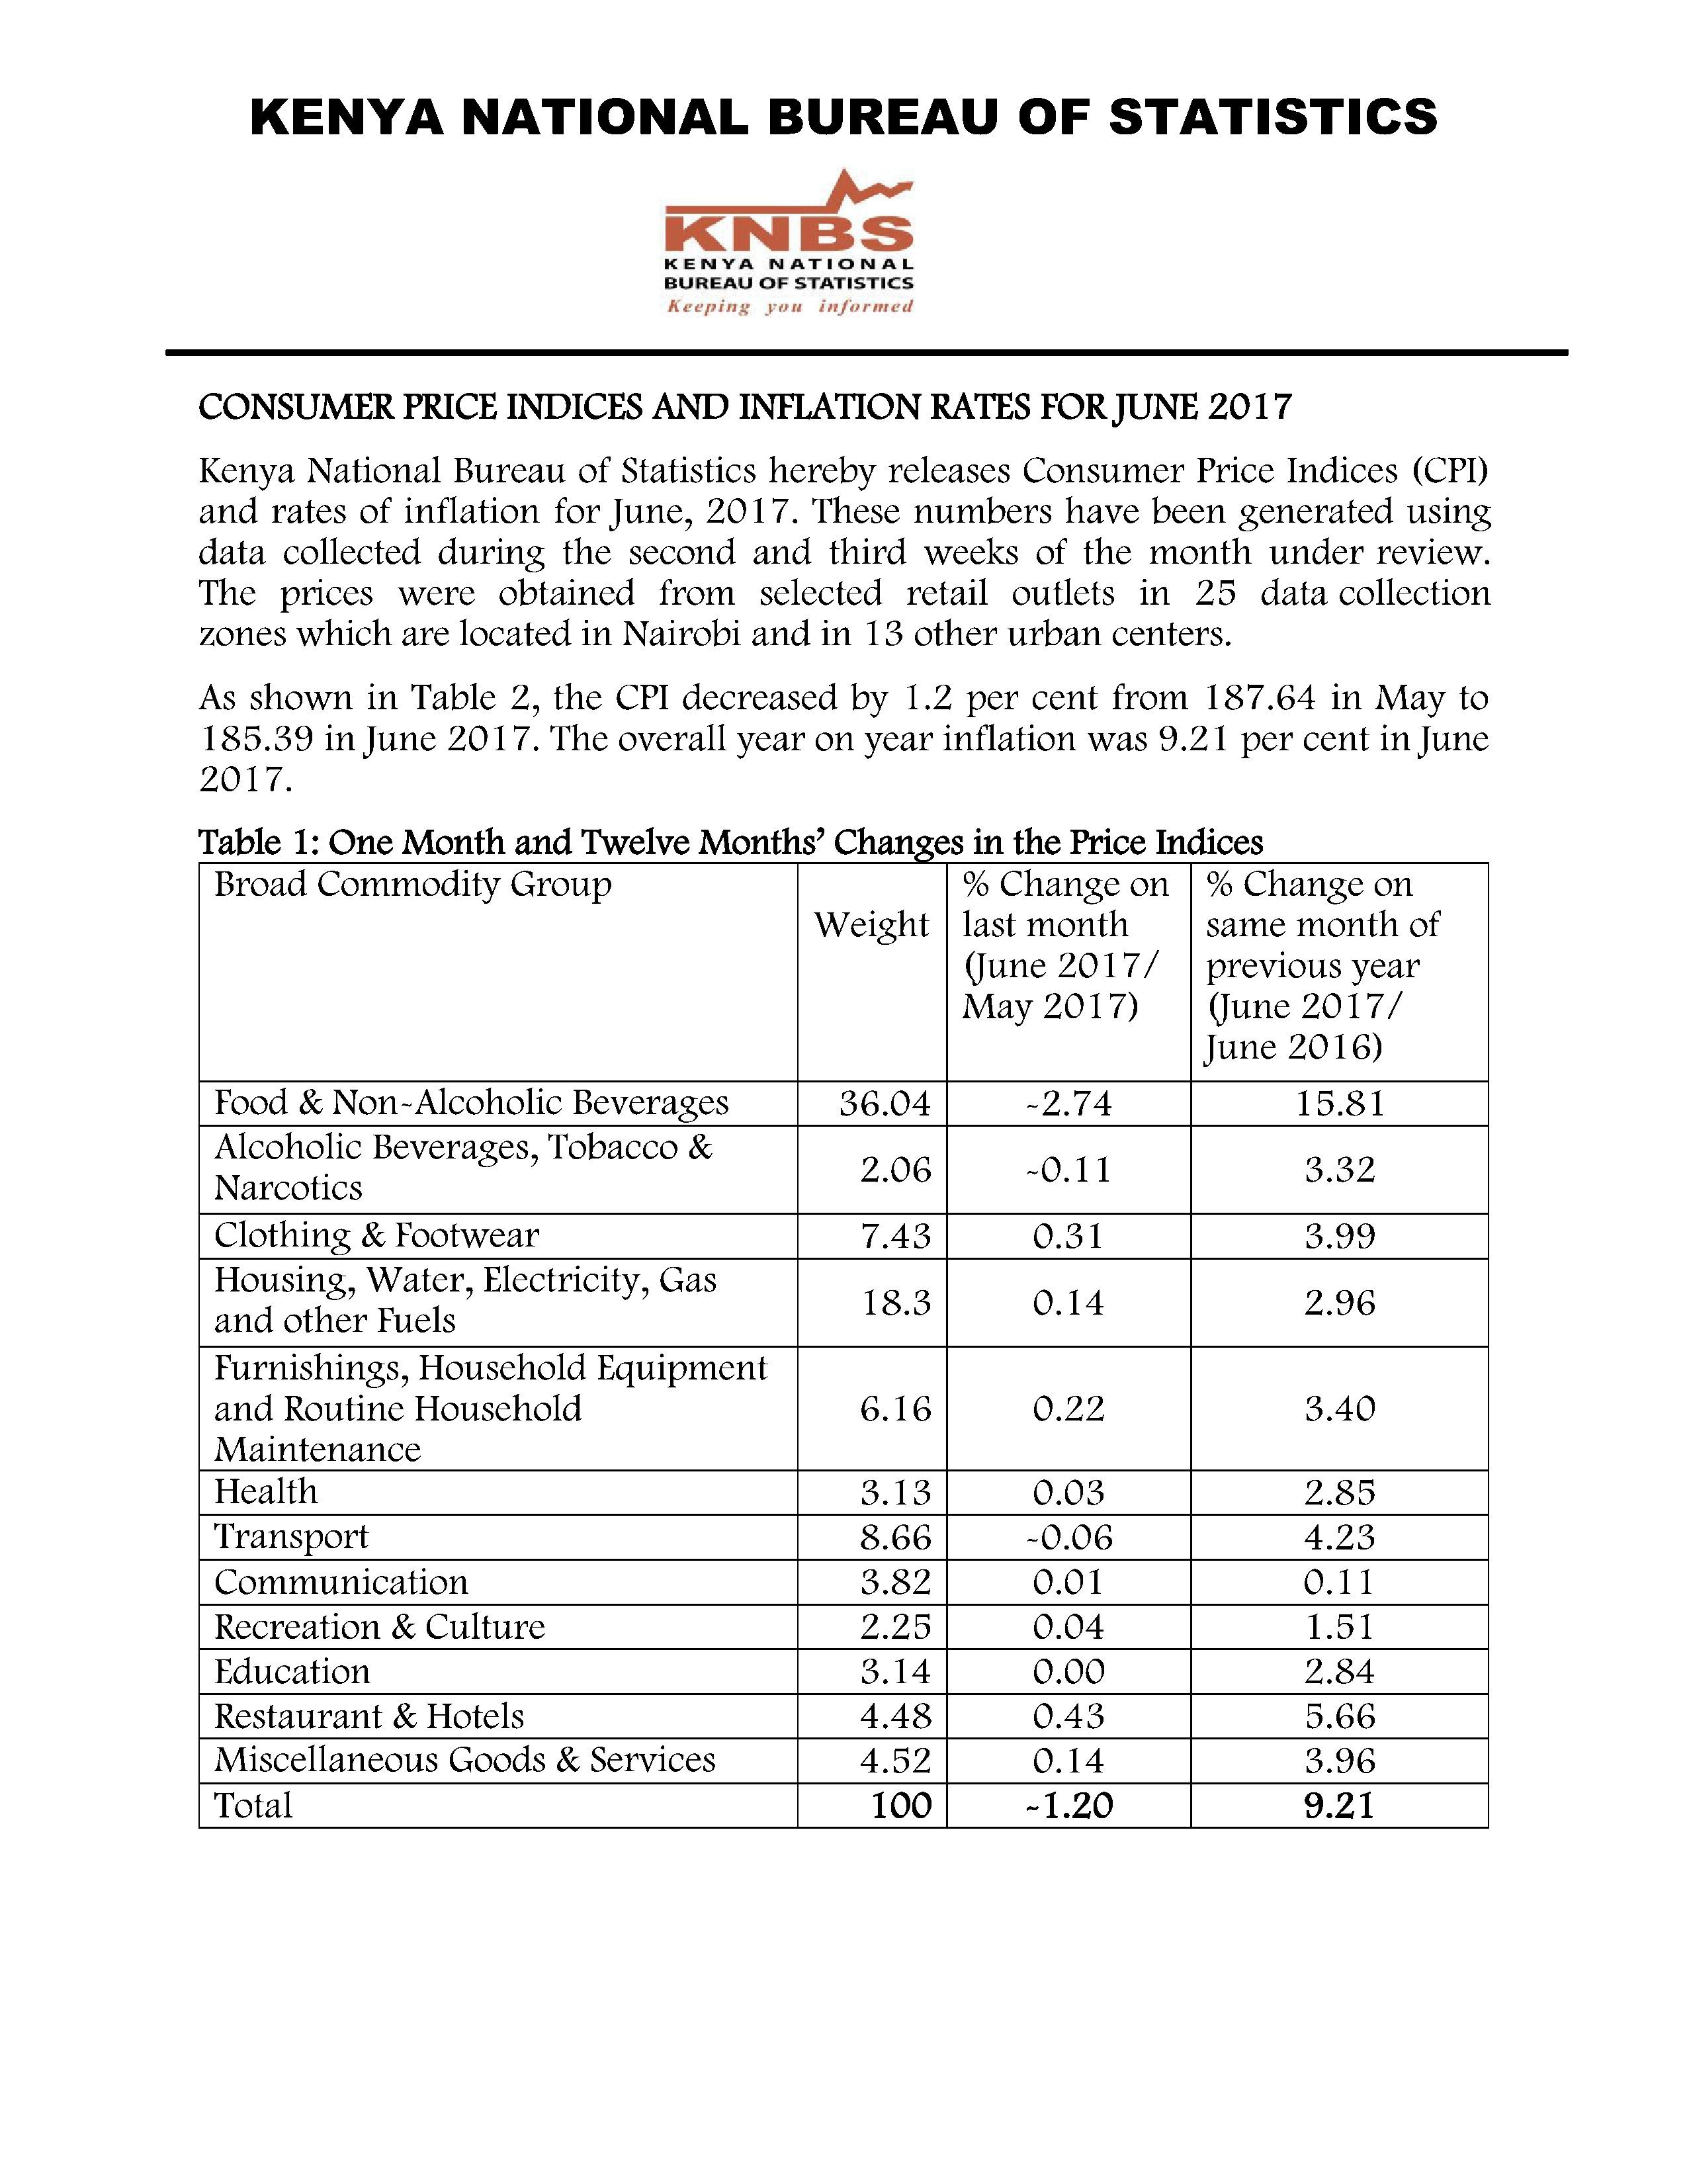 KENYA NATIONAL BUREAU OF STATISTICS
KNBS
KENYA NATIONAL
BUREAU OF STATISTICS
Keeping you informed
CONSUMER PRICE INDICES AND INFLATION RATES FOR JUNE 2017
Kenya National Bureau of Statistics hereby releases Consumer Price Indices (CPI)
and rates of inflation for June, 2017. These numbers have been generated using
data collected during the second and third weeks of the month under review.
The prices were obtained from selected retail outlets in 25 data collection
zones which are located in Nairobi and in 13 other urban centers.
As shown in Table 2, the CPI decreased by 1.2 per cent from 187.64 in May to
185.39 in June 2017. The overall year on year inflation was 9.21 per cent in June
2017.
Table 1: One Month and Twelve Months’ Changes in the Price Indices
Broad Commodity Group
Weight
% Change on
last month
(June 2017/
May 2017)
% Change on
same month of
previous year
(June 2017/
June 2016)
Food & Non-Alcoholic Beverages 36.04 -2.74 15.81
Alcoholic Beverages, Tobacco &
Narcotics 2.06 -0.11 3.32
Clothing & Footwear 7.43 0.31 3.99
Housing, Water, Electricity, Gas
and other Fuels 18.3 0.14 2.96
Furnishings, Household Equipment
and Routine Household 6.16 0.22 3.40
Maintenance
Health 3.13 0.03 2.85
Transport 8.66 -0.06 4.23
Communication 3.82 0.01 0.11
Recreation & Culture 2.25 0.04 1.51
Education 3.14 0.00 2.84
Restaurant & Hotels 4.48 0.43 5.66
Miscellaneous Goods & Services 4.52 0.14 3.96
Total 100 -1.20 9.21